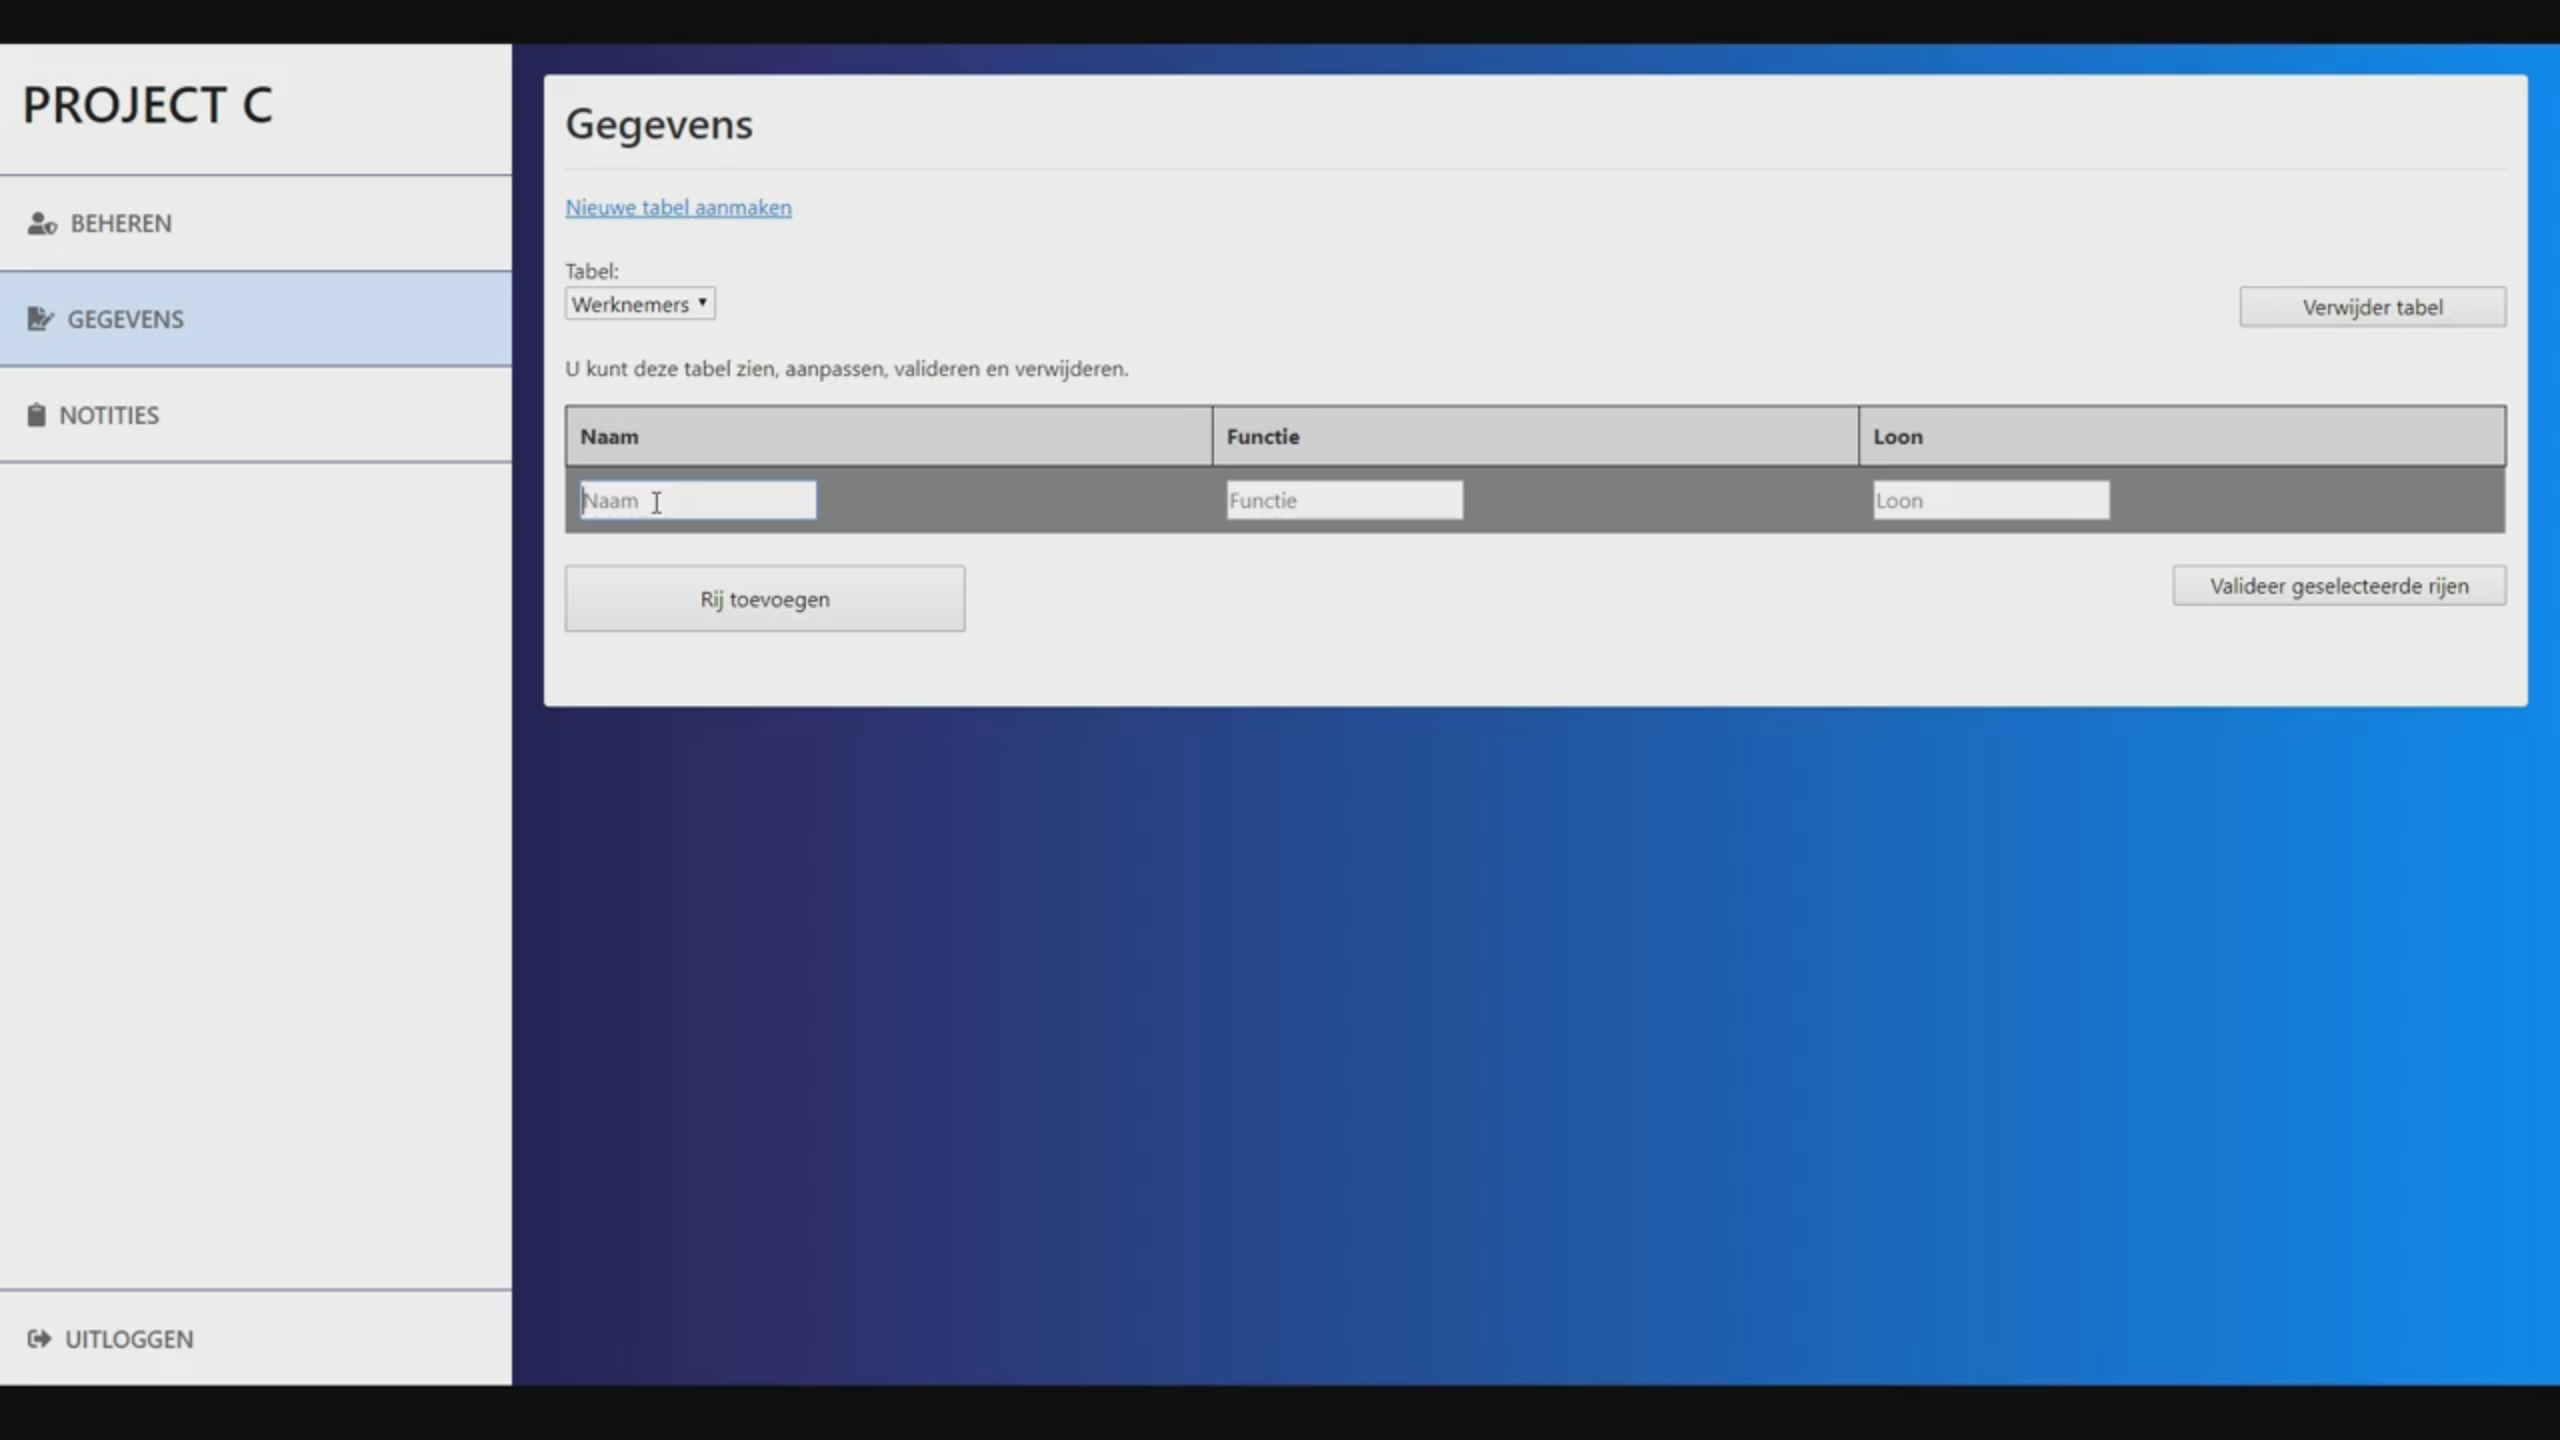 PROJECT C
BEHEREN
GEGEVENS
NOTITIES
UITLOGGEN
Gegevens
Nieuwe tabel aanmaken
Tabel:
Werknemers
Verwijder tabel
U kunt deze tabel zien, aanpassen, valideren en verwijderen.
Naam Functie Loon
Naam Functie Loon
Rij toevoegen
Valideer geselecteerde rijen